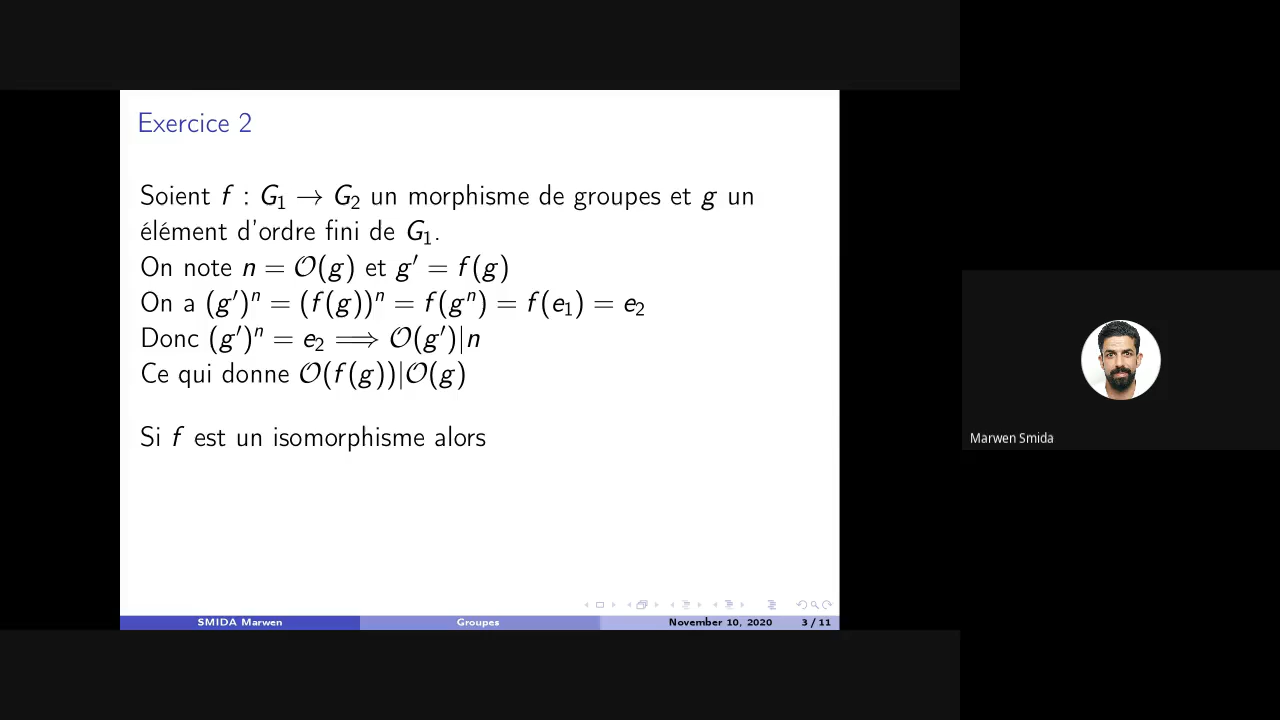 Exercice 2
Soient f : G₁ → G₂ un morphisme de groupes et g un
élément d'ordre fini de G₁.
On note n = 𝒪(g) et g′ = f(g)
On a (g′)ⁿ = (f(g))ⁿ = f(gⁿ) = f(e₁) = e₂
Donc (g′)ⁿ = e₂ ⟹ 𝒪(g′)|n
Ce qui donne 𝒪(f(g))|𝒪(g)
Si f est un isomorphisme alors
Marwen Smida
SMIDA Marwen
Groupes
November 10, 2020
3 / 11